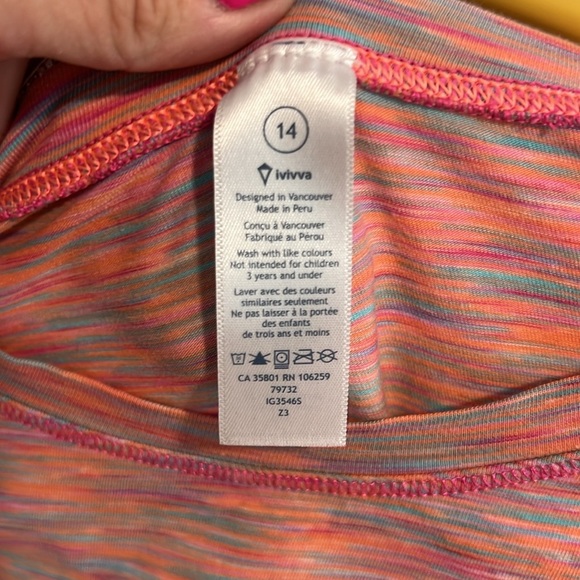 14
ivivva
Designed in Vancouver
Made in Peru
Conçu à Vancouver
Fabriqué au Pérou
Wash with like colours
Not intended for children
3 years and under
Laver avec des couleurs
similaires seulement
Ne pas laisser à la portée
des enfants
de trois ans et moins
CA 35801 RN 106259
79732
IG3546S
Z3